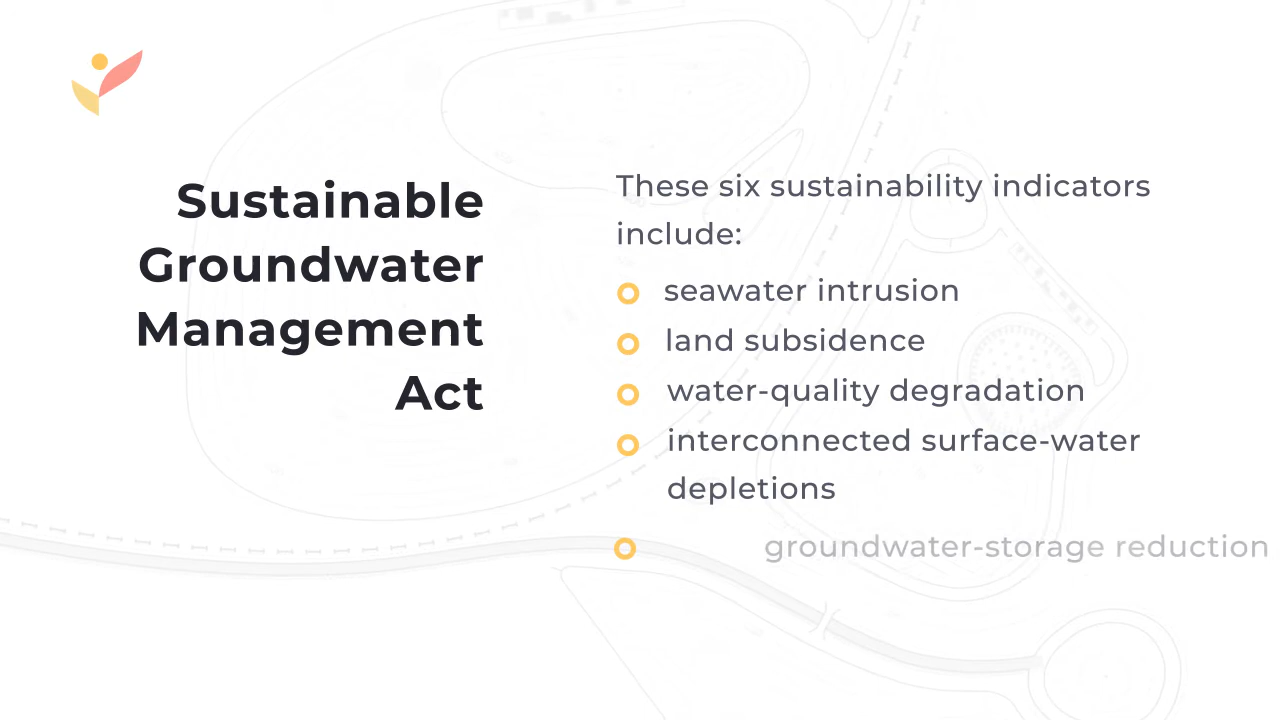 Sustainable
Groundwater
Management
Act
These six sustainability indicators
include:
seawater intrusion
land subsidence
water-quality degradation
interconnected surface-water
depletions
groundwater-storage reduction